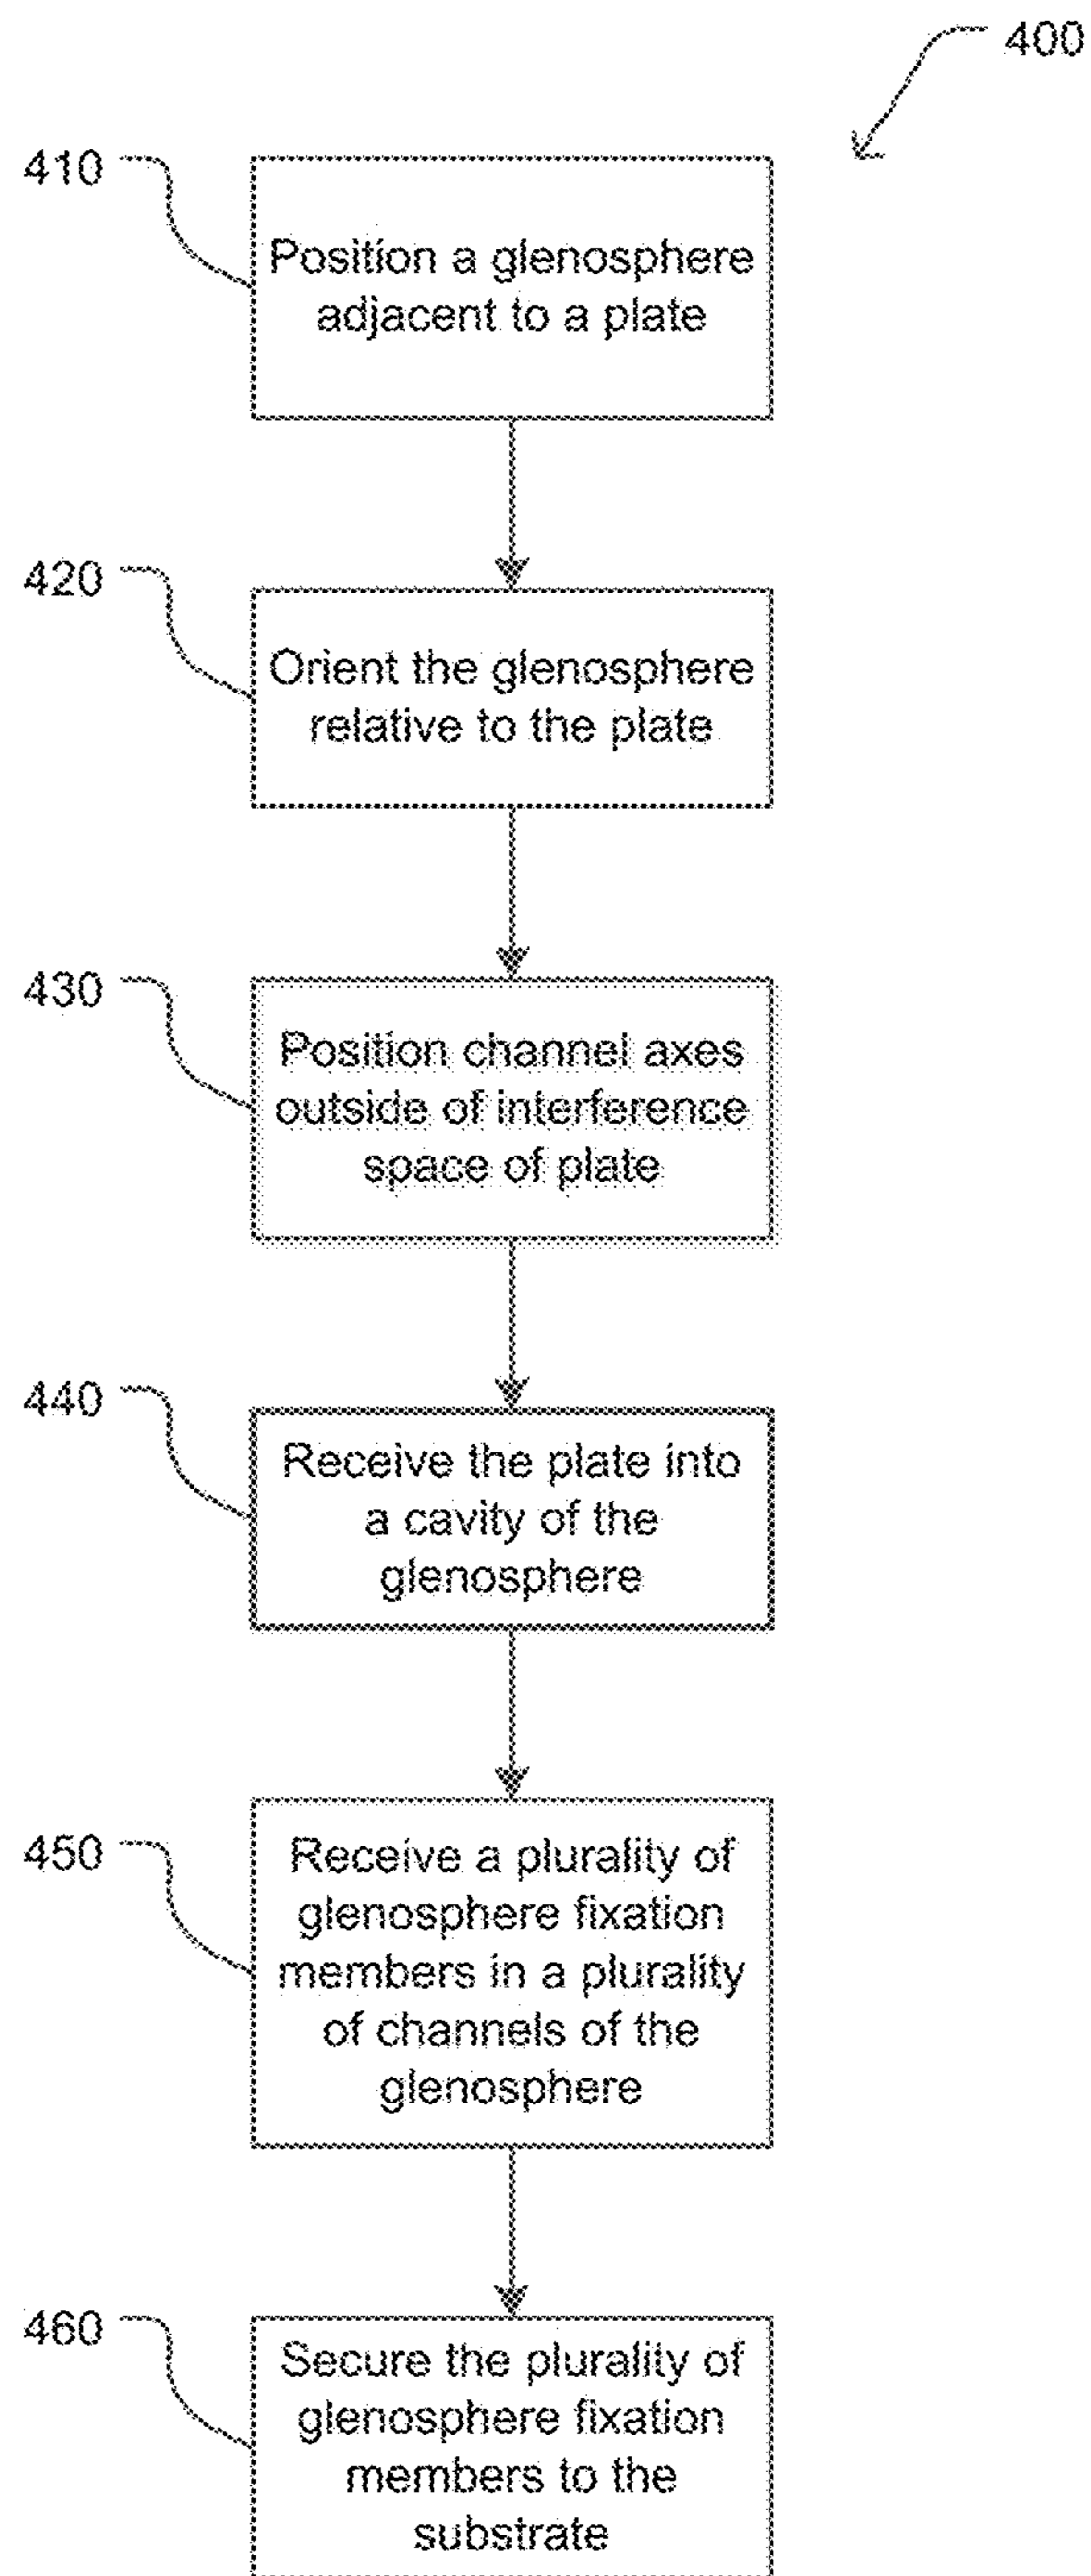 400
410
Position a glenosphere
adjacent to a plate
420
Orient the glenosphere
relative to the plate
430
Position channel axes
outside of interference
space of plate
440
Receive the plate into
a cavity of the
glenosphere
450
Receive a plurality of
glenosphere fixation
members in a plurality
of channels of the
glenosphere
460
Secure the plurality of
glenosphere fixation
members to the
substrate